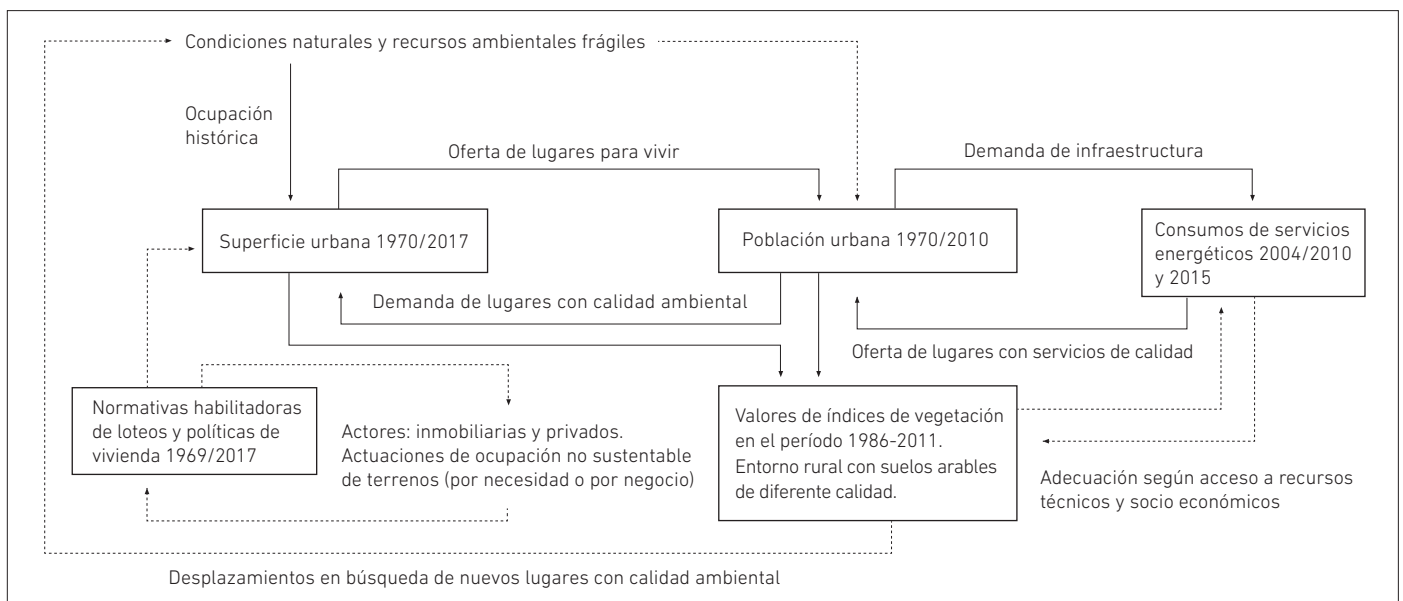 Condiciones naturales y recursos ambientales frágiles
Ocupación
histórica
Oferta de lugares para vivir
Demanda de infraestructura
Superficie urbana 1970/2017
Población urbana 1970/2010
Consumos de servicios
energéticos 2004/2010
y 2015
Demanda de lugares con calidad ambiental
Oferta de lugares con servicios de calidad
Normativas habilitadoras
de loteos y políticas de
vivienda 1969/2017
Actores: inmobiliarias y privados.
Actuaciones de ocupación no sustentable
de terrenos (por necesidad o por negocio)
Valores de índices de vegetación
en el período 1986-2011.
Entorno rural con suelos arables
de diferente calidad.
Adecuación según acceso a recursos
técnicos y socio económicos
Desplazamientos en búsqueda de nuevos lugares con calidad ambiental